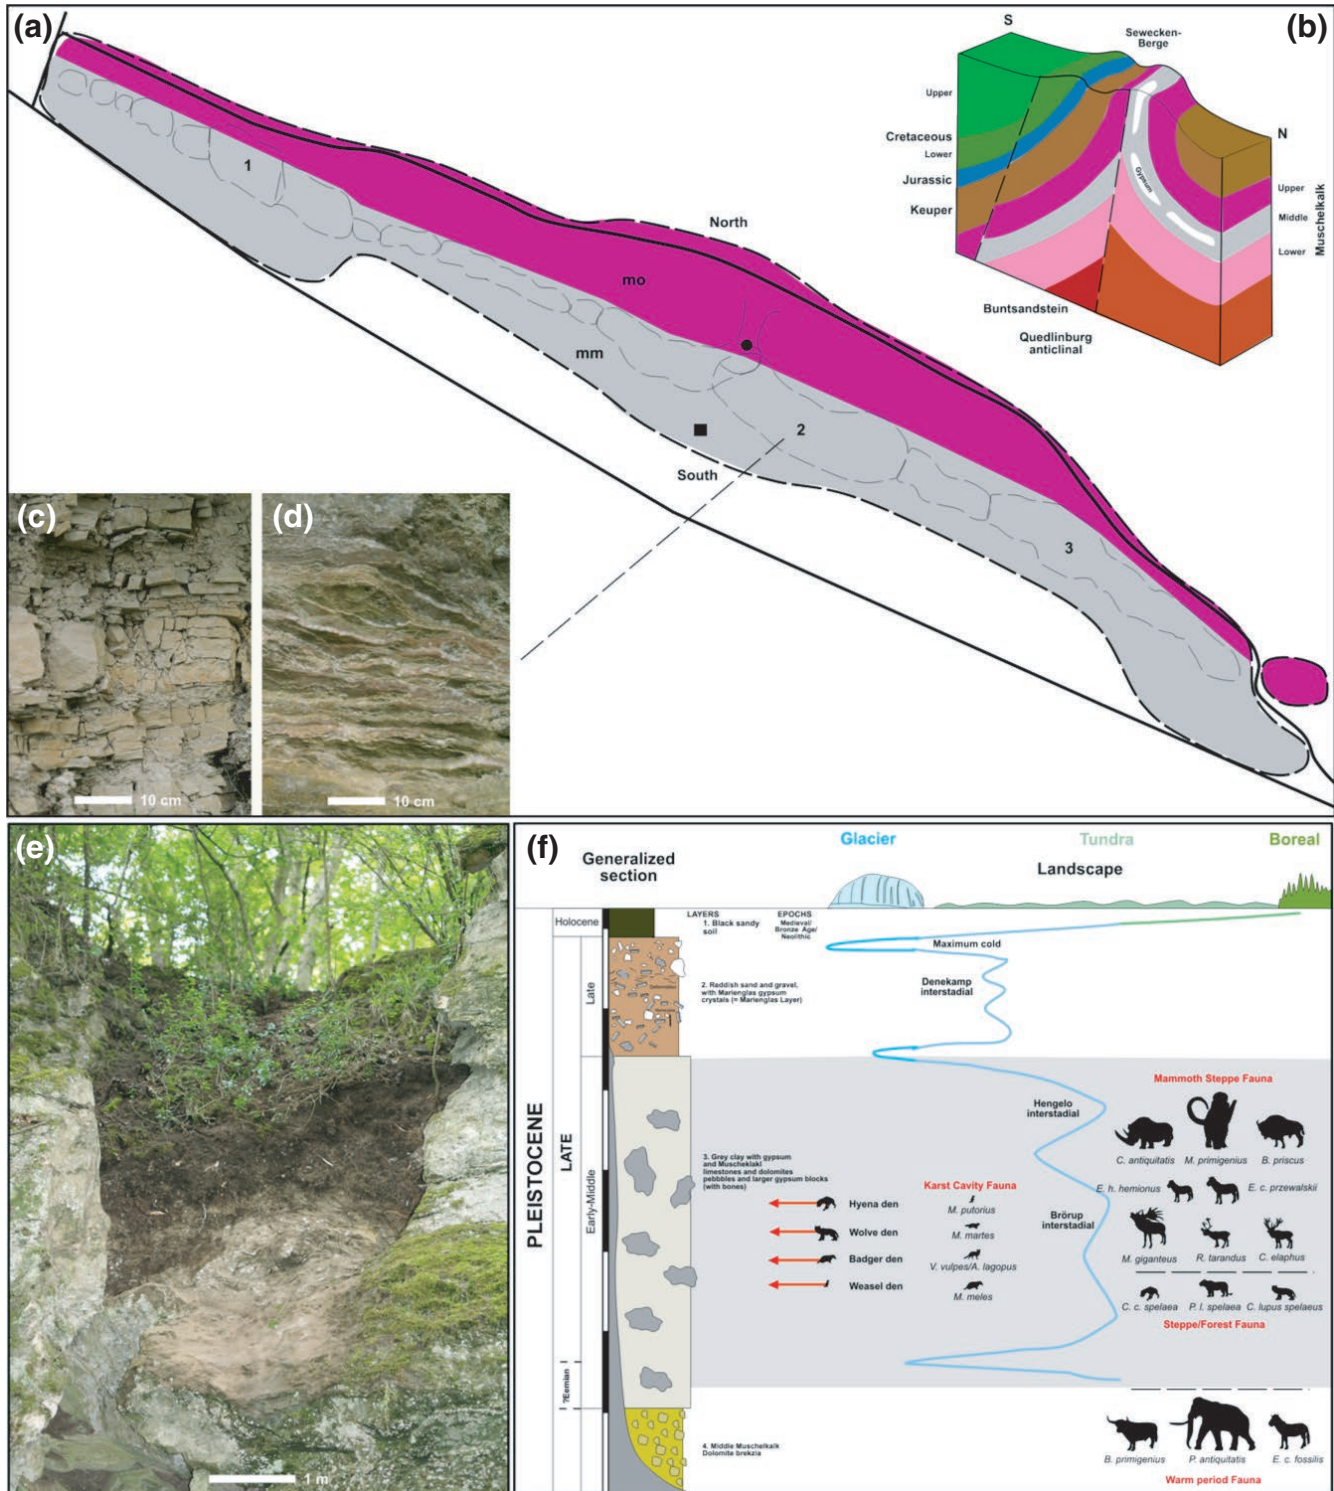 (a)
1
North
mo
mm
2
South
3
(b)
S
Sewecken-
Berge
N
Upper
Cretaceous
Lower
Jurassic
Keuper
Gypsum
Upper
Middle
Lower
Muschelkalk
Buntsandstein
Quedlinburg
anticlinal
(c)
10 cm
(d)
10 cm
(e)
1 m
(f)
Glacier
Tundra
Boreal
Generalized
section
Landscape
LAYERS
EPOCHS
Holocene
1. Black sandy
soil
Medieval/
Bronze Age/
Neolithic
Maximum cold
Late
2. Raddish sand and gravel,
with Marienglas gypsum
crystals (= Marienglas Layer)
Denekamp
interstadial
PLEISTOCENE
LATE
Early-Middle
?Eemian
Hengelo
interstadial
Mammoth Steppe Fauna
C. antiquitatis
M. primigenius
B. priscus
3. Grey clay with gypsum
and Muscheklakl
limestones and dolomites
pebbbles and larger gypsum blocks
(with bones)
Karst Cavity Fauna
E. h. hemionus
E. c. przewalskii
Hyena den
M. putorius
Wolve den
M. martes
Brörup
interstadial
Badger den
V. vulpes/A. lagopus
M. giganteus
R. tarandus
C. elaphus
Weasel den
M. meles
C. c. spelaea
P. l. spelaea
C. lupus spelaeus
Steppe/Forest Fauna
4. Middle Muschelkalk
Dolomite brekzia
B. primigenius
P. antiquitatis
E. c. fossilis
Warm period Fauna